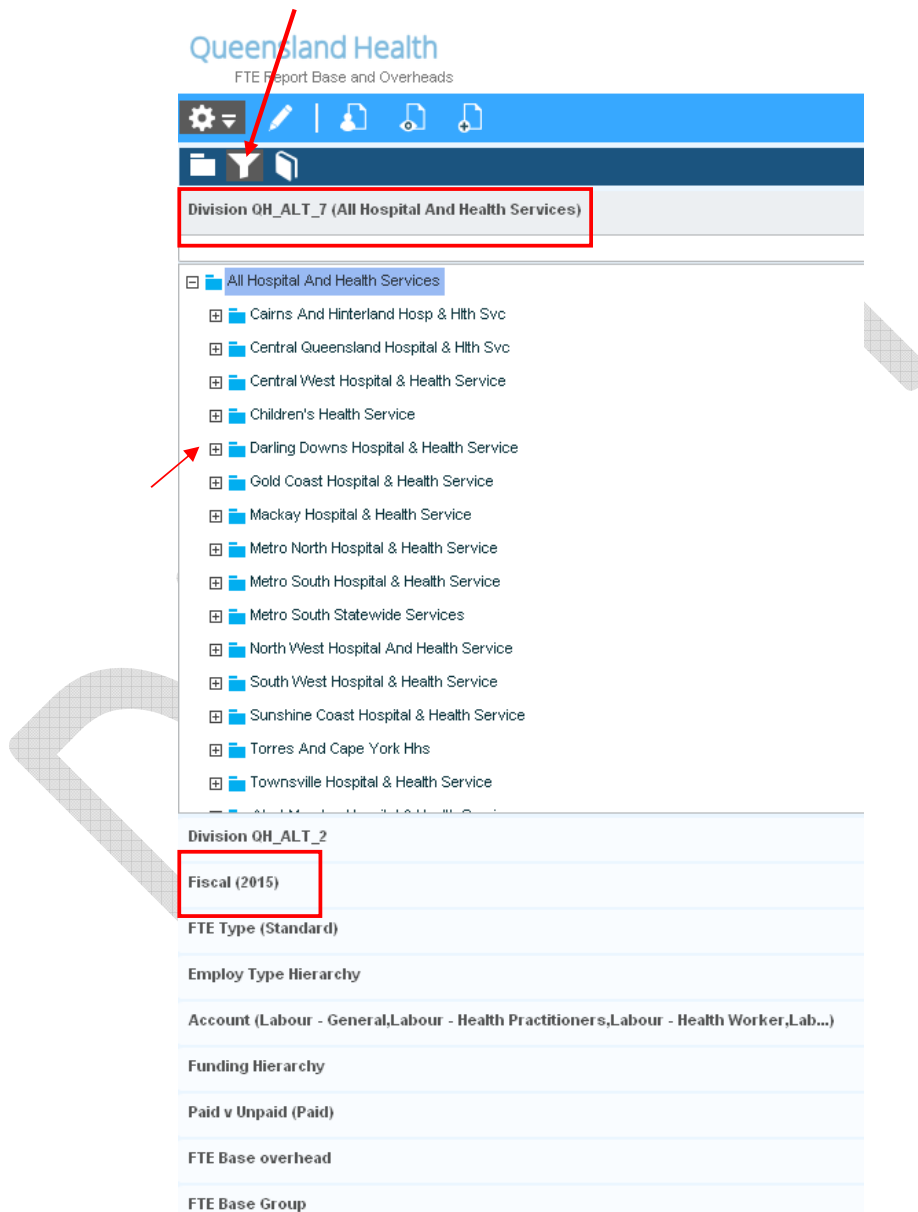 Queensland Health
FTE Report Base and Overheads
Division QH_ALT_7 (All Hospital And Health Services)
All Hospital And Health Services
Cairns And Hinterland Hosp & Hlth Svc
Central Queensland Hospital & Hlth Svc
Central West Hospital & Health Service
Children's Health Service
Darling Downs Hospital & Health Service
Gold Coast Hospital & Health Service
Mackay Hospital & Health Service
Metro North Hospital & Health Service
Metro South Hospital & Health Service
Metro South Statewide Services
North West Hospital And Health Service
South West Hospital & Health Service
Sunshine Coast Hospital & Health Service
Torres And Cape York Hhs
Townsville Hospital & Health Service
Division QH_ALT_2
Fiscal (2015)
FTE Type (Standard)
Employ Type Hierarchy
Account (Labour - General,Labour - Health Practitioners,Labour - Health Worker,Lab...)
Funding Hierarchy
Paid v Unpaid (Paid)
FTE Base overhead
FTE Base Group